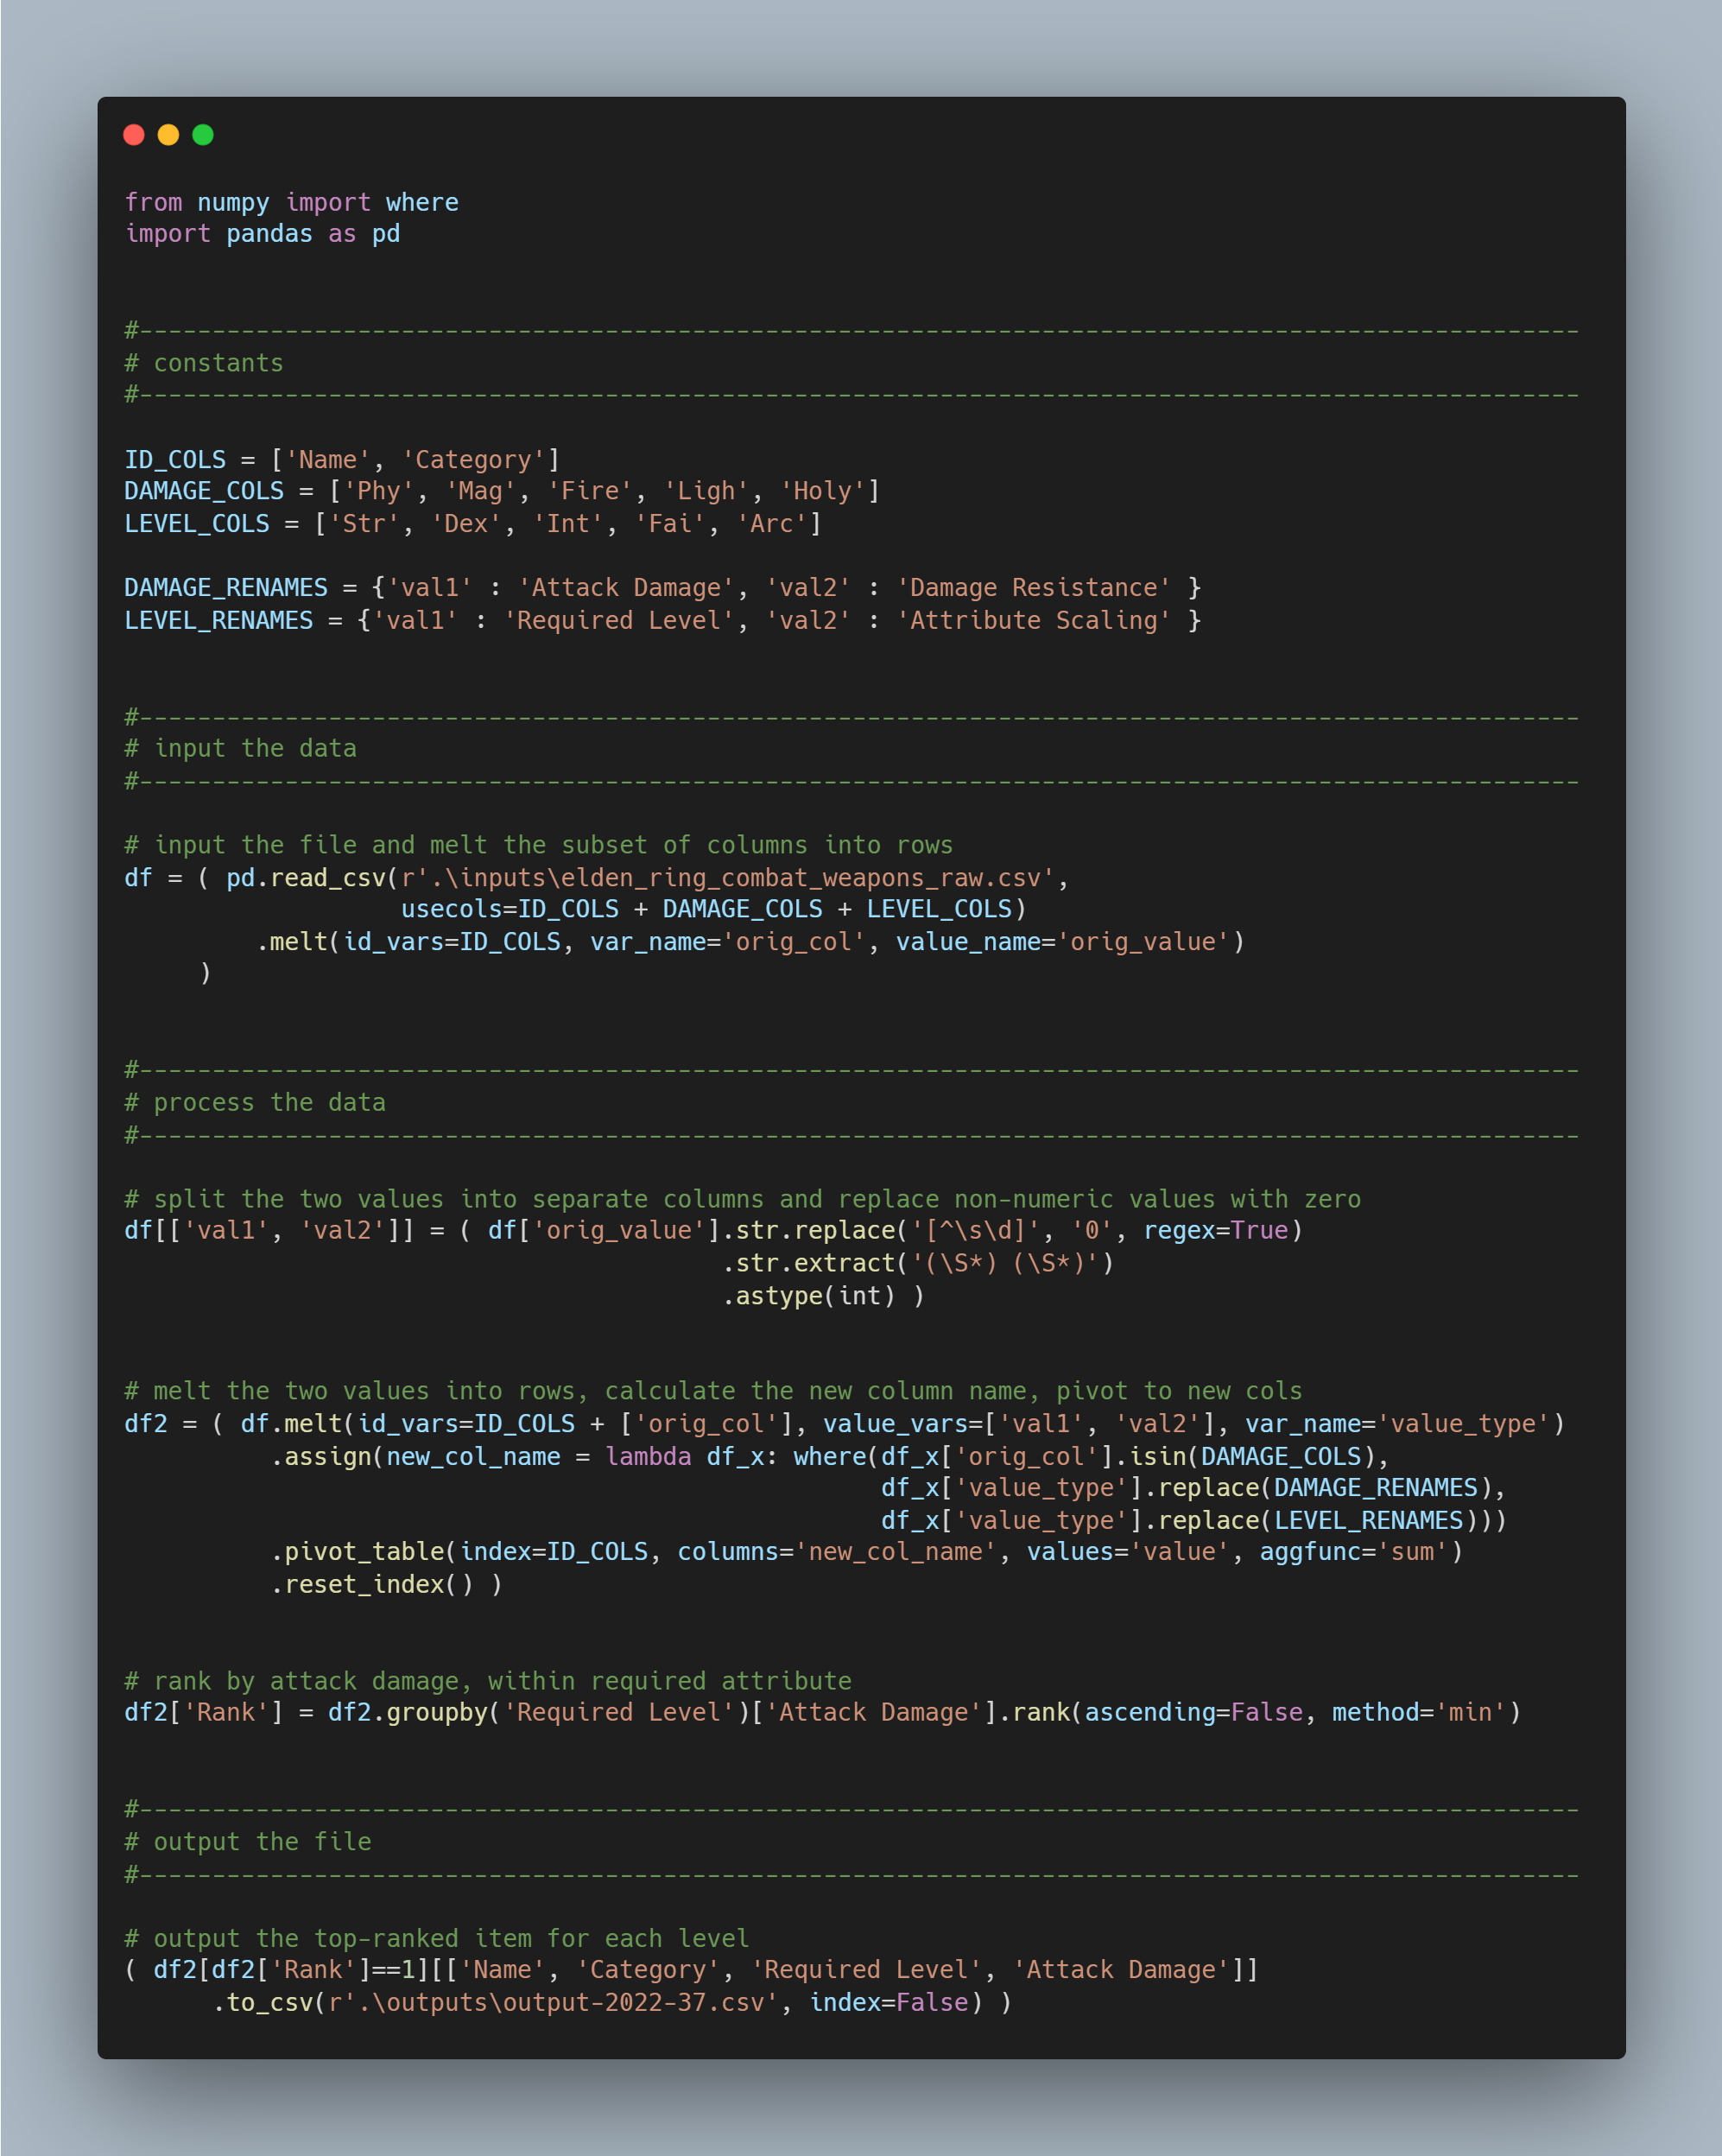 from numpy import where
import pandas as pd
#---------------------------------------------------------------------------------------------------
# constants
#---------------------------------------------------------------------------------------------------
ID_COLS = ['Name', 'Category']
DAMAGE_COLS = ['Phy', 'Mag', 'Fire', 'Ligh', 'Holy']
LEVEL_COLS = ['Str', 'Dex', 'Int', 'Fai', 'Arc']
DAMAGE_RENAMES = {'val1' : 'Attack Damage', 'val2' : 'Damage Resistance' }
LEVEL_RENAMES = {'val1' : 'Required Level', 'val2' : 'Attribute Scaling' }
#---------------------------------------------------------------------------------------------------
# input the data
#---------------------------------------------------------------------------------------------------
# input the file and melt the subset of columns into rows
df = ( pd.read_csv(r'.\inputs\elden_ring_combat_weapons_raw.csv',
                   usecols=ID_COLS + DAMAGE_COLS + LEVEL_COLS)
         .melt(id_vars=ID_COLS, var_name='orig_col', value_name='orig_value')
     )
#---------------------------------------------------------------------------------------------------
# process the data
#---------------------------------------------------------------------------------------------------
# split the two values into separate columns and replace non-numeric values with zero
df[['val1', 'val2']] = ( df['orig_value'].str.replace('[^\s\d]', '0', regex=True)
                                         .str.extract('(\S*) (\S*)')
                                         .astype(int) )
# melt the two values into rows, calculate the new column name, pivot to new cols
df2 = ( df.melt(id_vars=ID_COLS + ['orig_col'], value_vars=['val1', 'val2'], var_name='value_type')
          .assign(new_col_name = lambda df_x: where(df_x['orig_col'].isin(DAMAGE_COLS),
                                                    df_x['value_type'].replace(DAMAGE_RENAMES),
                                                    df_x['value_type'].replace(LEVEL_RENAMES)))
          .pivot_table(index=ID_COLS, columns='new_col_name', values='value', aggfunc='sum')
          .reset_index() )
# rank by attack damage, within required attribute
df2['Rank'] = df2.groupby('Required Level')['Attack Damage'].rank(ascending=False, method='min')
#---------------------------------------------------------------------------------------------------
# output the file
#---------------------------------------------------------------------------------------------------
# output the top-ranked item for each level
( df2[df2['Rank']==1][['Name', 'Category', 'Required Level', 'Attack Damage']]
      .to_csv(r'.\outputs\output-2022-37.csv', index=False) )